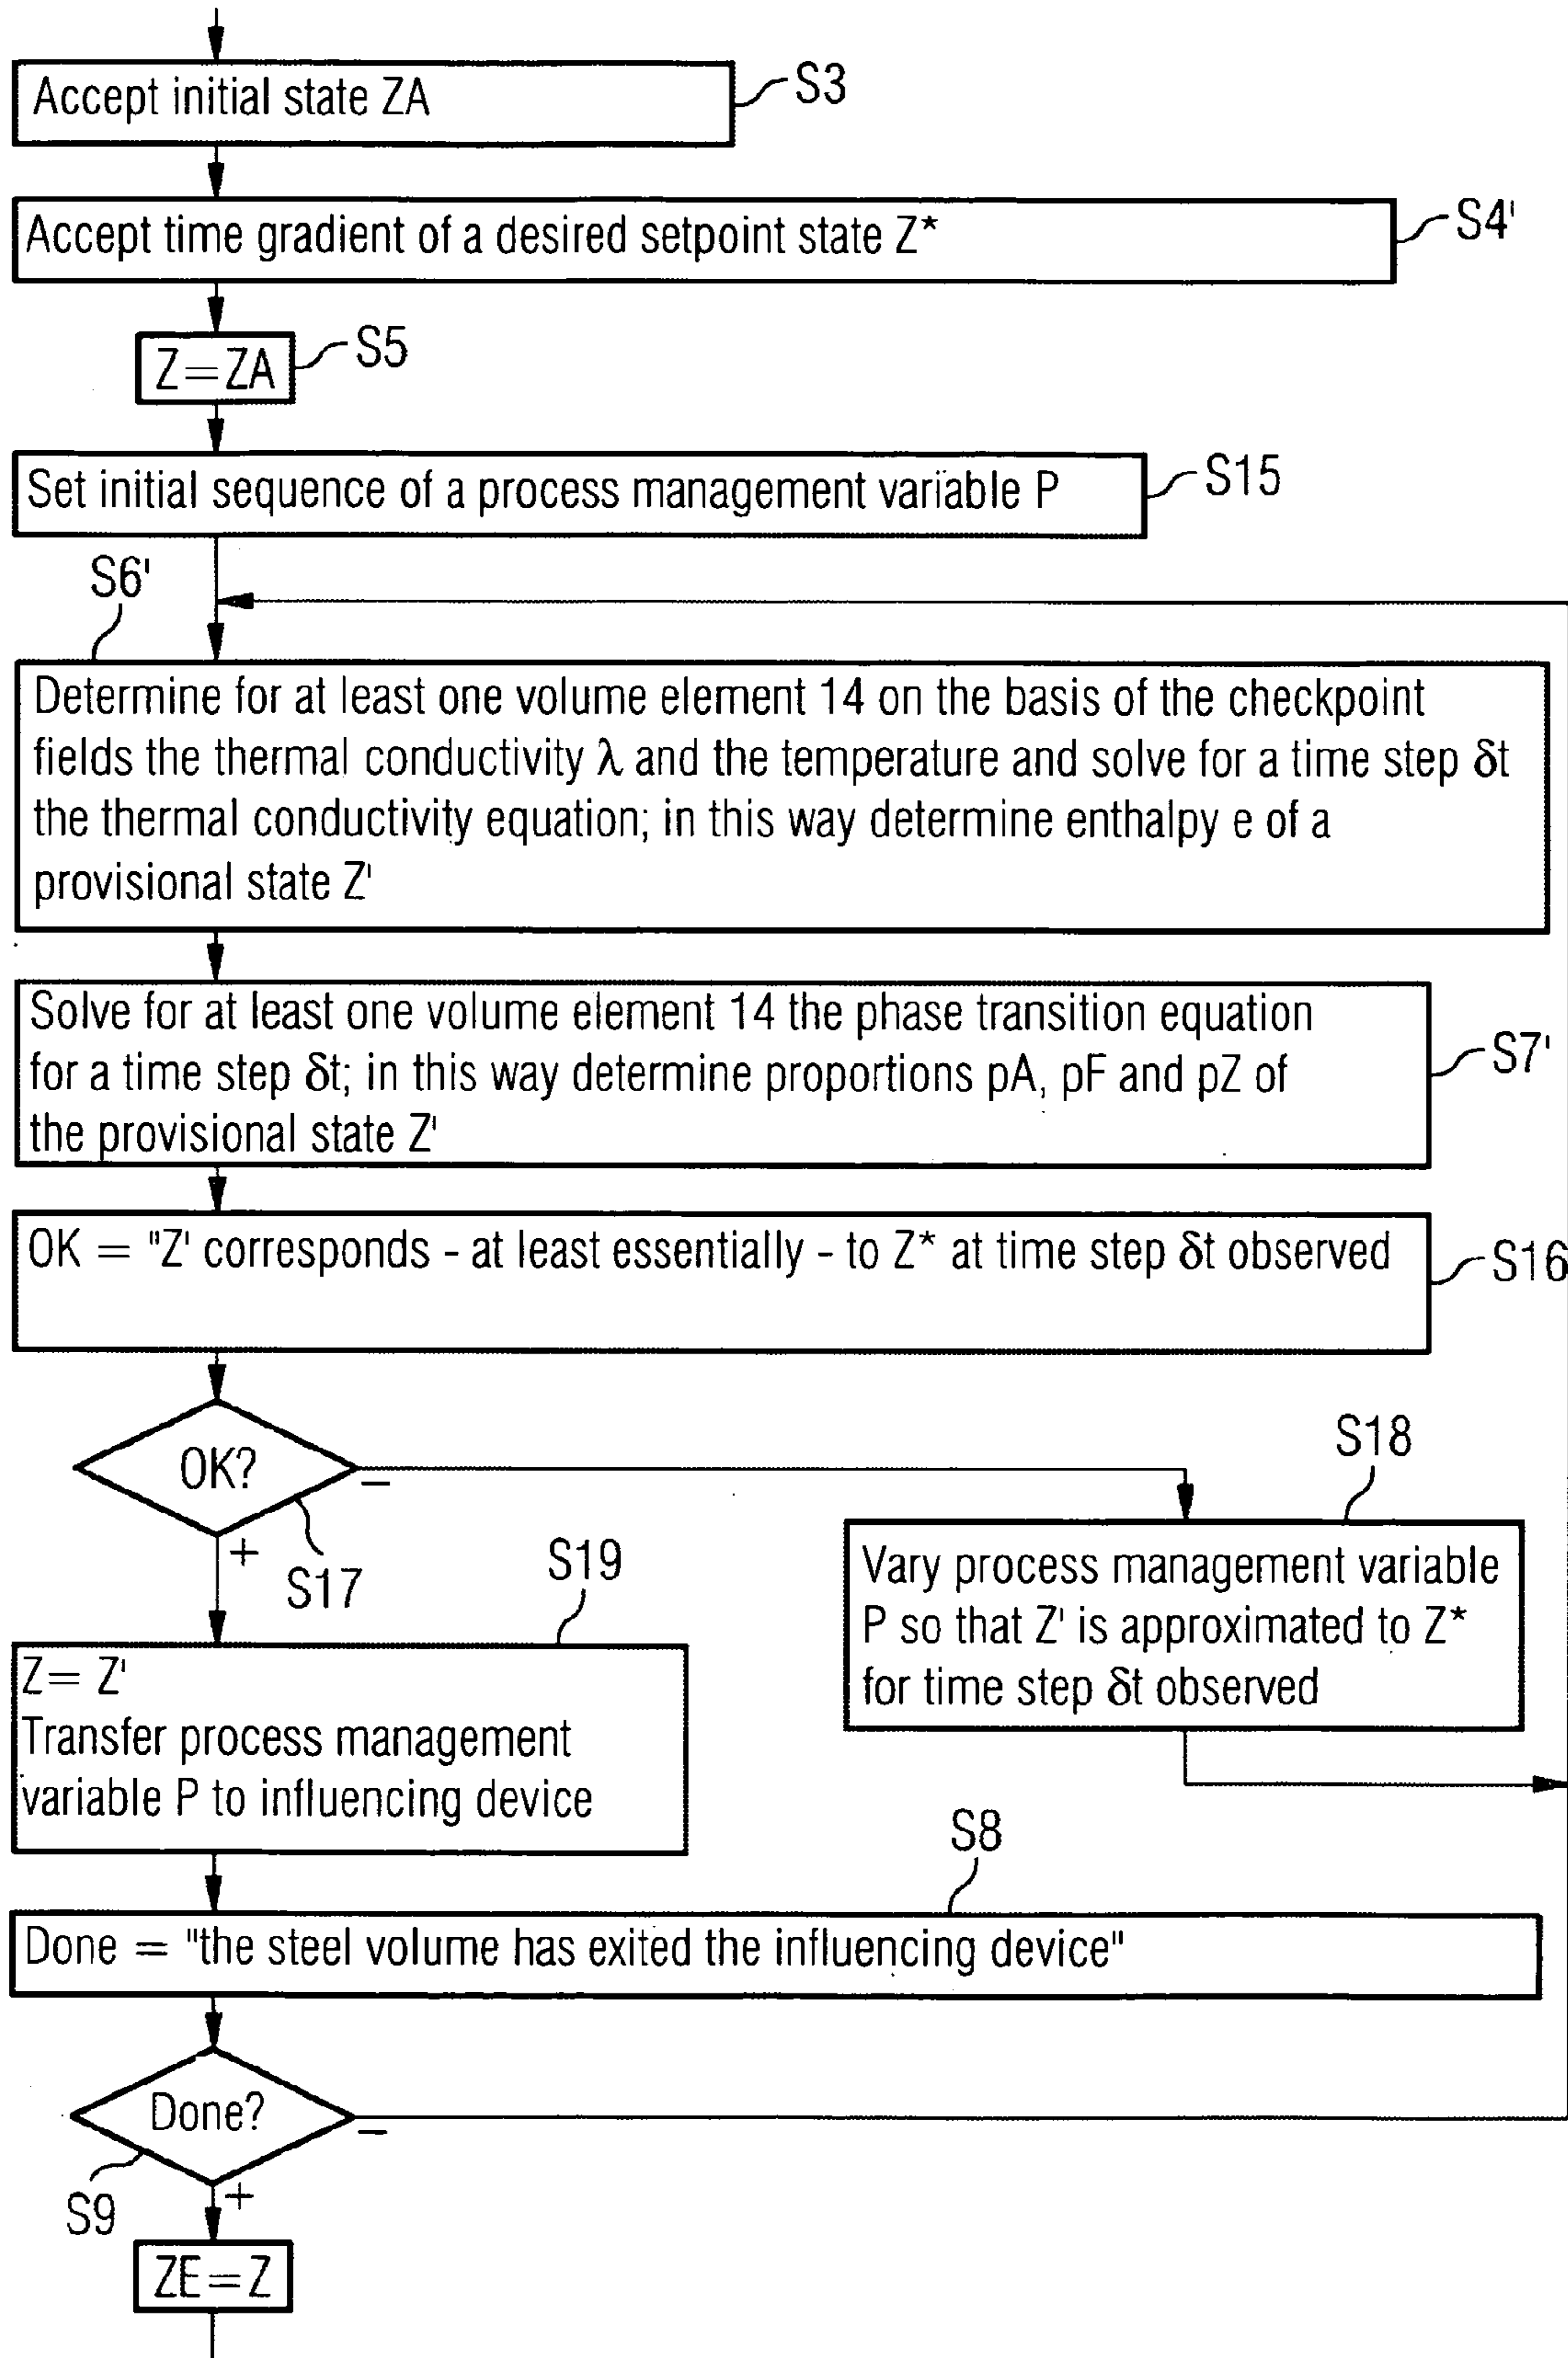 Accept initial state ZA
S3
Accept time gradient of a desired setpoint state Z*
S4'
Z=ZA
S5
Set initial sequence of a process management variable P
S15
S6'
Determine for at least one volume element 14 on the basis of the checkpoint
fields the thermal conductivity λ and the temperature and solve for a time step δt
the thermal conductivity equation; in this way determine enthalpy e of a
provisional state Z'
Solve for at least one volume element 14 the phase transition equation
for a time step δt; in this way determine proportions pA, pF and pZ of
the provisional state Z'
S7'
OK = "Z' corresponds - at least essentially - to Z* at time step δt observed
S16
OK?
–
+
S17
S18
Vary process management variable
P so that Z' is approximated to Z*
for time step δt observed
S19
Z= Z'
Transfer process management
variable P to influencing device
S8
Done = "the steel volume has exited the influencing device"
Done?
–
+
S9
ZE=Z